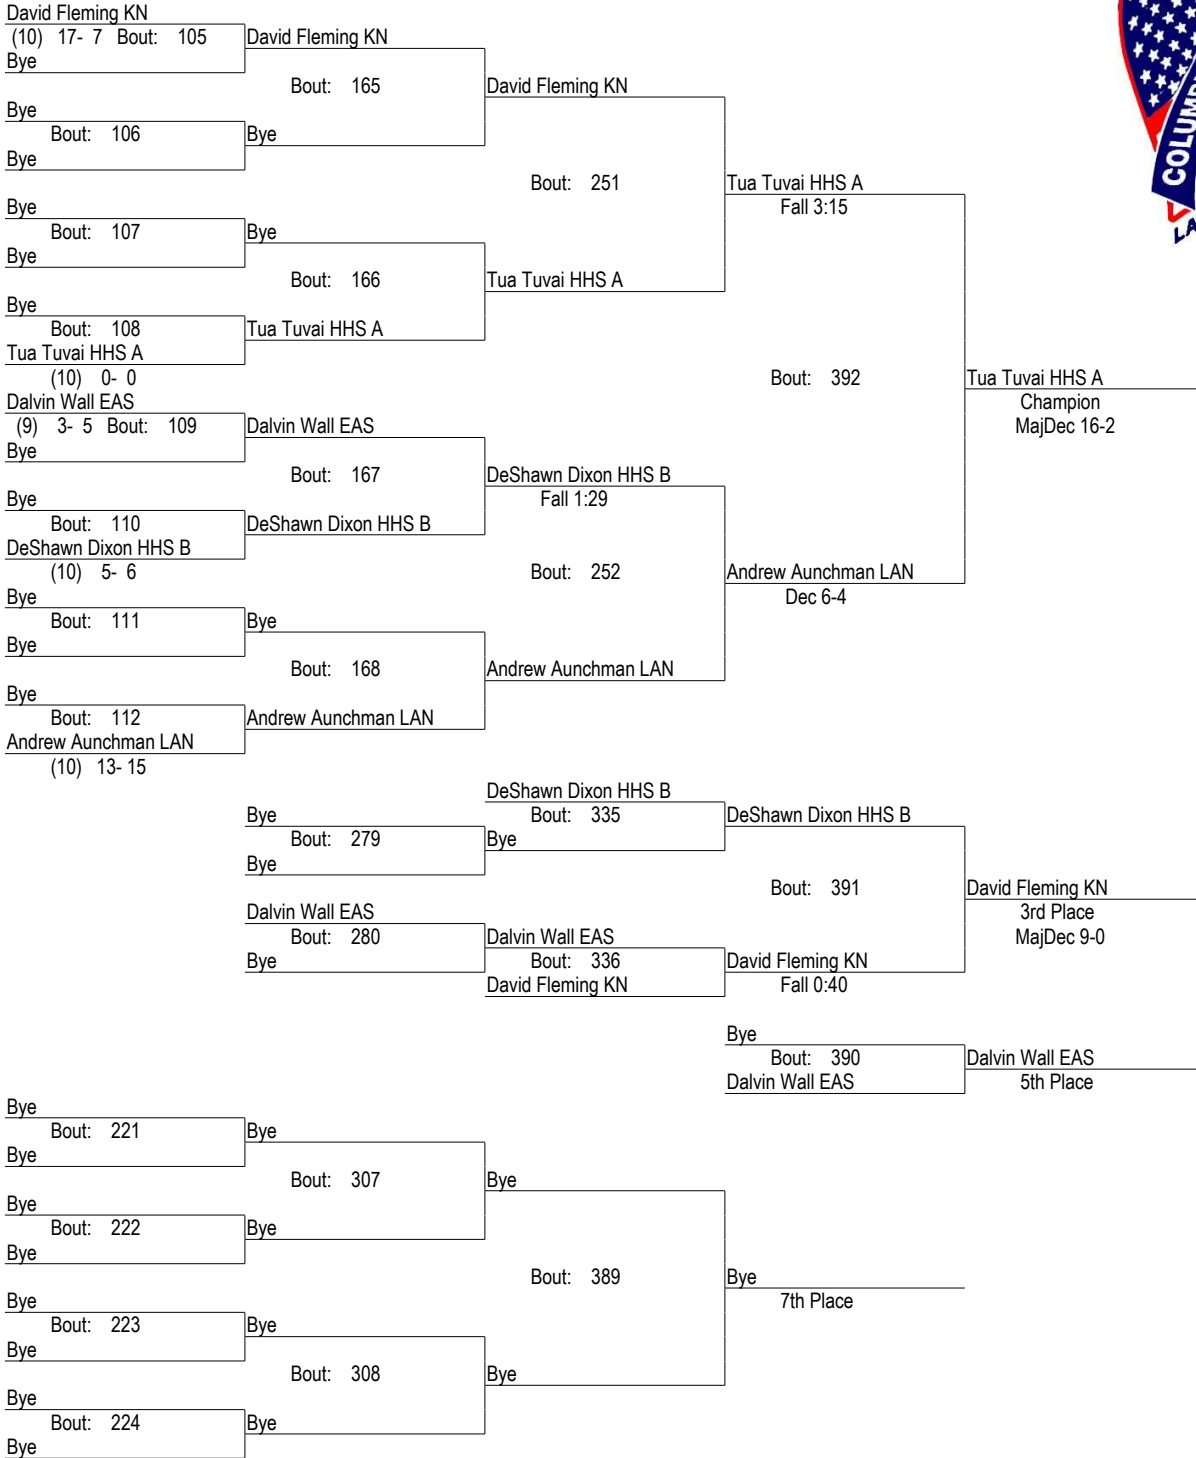 David Fleming KN
(10) 17- 7 Bout: 105
David Fleming KN
Bye
Bout: 165
David Fleming KN
Bye
Bout: 106
Bye
Bye
Bout: 251
Tua Tuvai HHS A
Fall 3:15
Bye
Bout: 107
Bye
Bye
Bout: 166
Tua Tuvai HHS A
Bye
Bout: 108
Tua Tuvai HHS A
Tua Tuvai HHS A
(10) 0- 0
Bout: 392
Tua Tuvai HHS A
Champion
MajDec 16-2
Dalvin Wall EAS
(9) 3- 5 Bout: 109
Dalvin Wall EAS
Bye
Bout: 167
DeShawn Dixon HHS B
Fall 1:29
Bye
Bout: 110
DeShawn Dixon HHS B
DeShawn Dixon HHS B
(10) 5- 6
Bout: 252
Andrew Aunchman LAN
Dec 6-4
Bye
Bout: 111
Bye
Bye
Bout: 168
Andrew Aunchman LAN
Bye
Bout: 112
Andrew Aunchman LAN
Andrew Aunchman LAN
(10) 13- 15
DeShawn Dixon HHS B
Bye
Bout: 335
DeShawn Dixon HHS B
Bout: 279
Bye
Bye
Bout: 391
David Fleming KN
3rd Place
MajDec 9-0
Dalvin Wall EAS
Bout: 280
Dalvin Wall EAS
Bye
Bout: 336
David Fleming KN
David Fleming KN
Fall 0:40
Bye
Bout: 390
Dalvin Wall EAS
Dalvin Wall EAS
5th Place
Bye
Bout: 221
Bye
Bye
Bout: 307
Bye
Bye
Bout: 222
Bye
Bye
Bout: 389
Bye
7th Place
Bye
Bout: 223
Bye
Bye
Bout: 308
Bye
Bye
Bout: 224
Bye
Bye